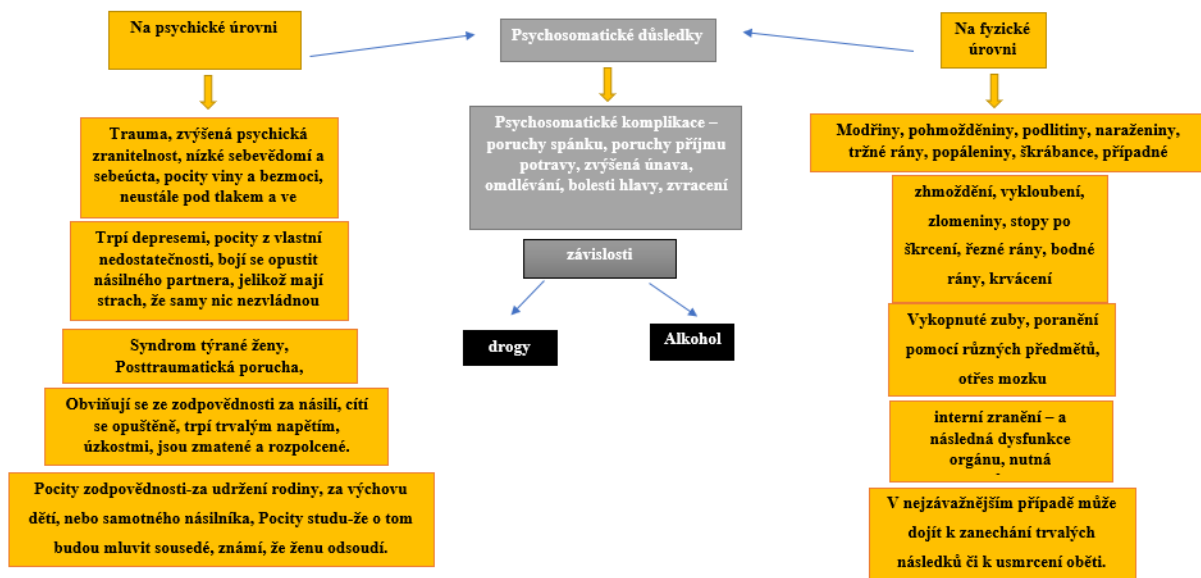 Na psychické úrovni
Trauma, zvýšená psychická
zranitelnost, nízké sebevědomí a
sebeúcta, pocity viny a bezmoci,
neustále pod tlakem a ve
Trpí depresemi, pocity z vlastní
nedostatečnosti, bojí se opustit
násilného partnera, jelikož mají
strach, že samy nic nezvládnou
Syndrom týrané ženy,
Posttraumatická porucha,
Obviňují se ze zodpovědnosti za násilí, cítí
se opuštěně, trpí trvalým napětím,
úzkostmi, jsou zmatené a rozpolcené.
Pocity zodpovědnosti-za udržení rodiny, za výchovu
dětí, nebo samotného násilníka, Pocity studu-že o tom
budou mluvit sousedé, známí, že ženu odsoudí.
Psychosomatické důsledky
Psychosomatické komplikace –
poruchy spánku, poruchy příjmu
potravy, zvýšená únava,
omdlévání, bolesti hlavy, zvracení
závislosti
drogy
Alkohol
Na fyzické
úrovni
Modřiny, pohmožděniny, podlitiny, naraženiny,
tržné rány, popáleniny, škrábance, případné
zhmoždění, vykloubení,
zlomeniny, stopy po
škrcení, řezné rány, bodné
rány, krvácení
Vykopnuté zuby, poranění
pomocí různých předmětů,
otřes mozku
interní zranění – a
následná dysfunkce
orgánu, nutná
V nejzávažnějším případě může
dojít k zanechání trvalých
následků či k usmrcení oběti.